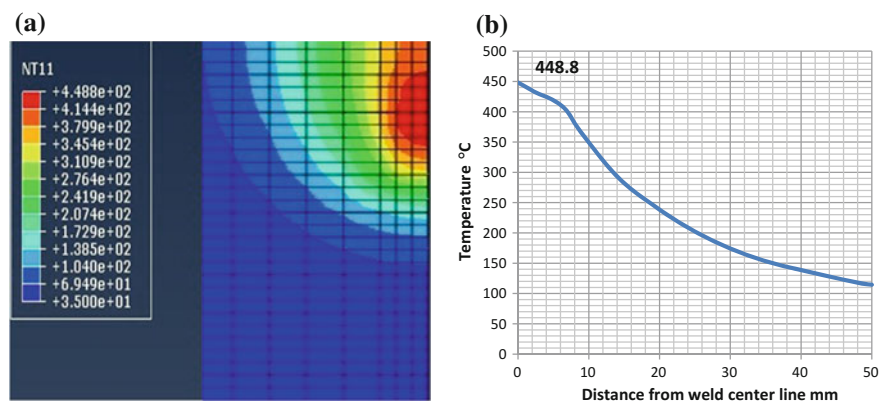 (a)
NT11
+4.488e+02
+4.144e+02
+3.799e+02
+3.454e+02
+3.109e+02
+2.764e+02
+2.419e+02
+2.074e+02
+1.729e+02
+1.385e+02
+1.040e+02
+6.949e+01
+3.500e+01
(b)
500
450
400
350
300
250
200
150
100
50
0
Temperature °C
448.8
0 10 20 30 40 50
Distance from weld center line mm